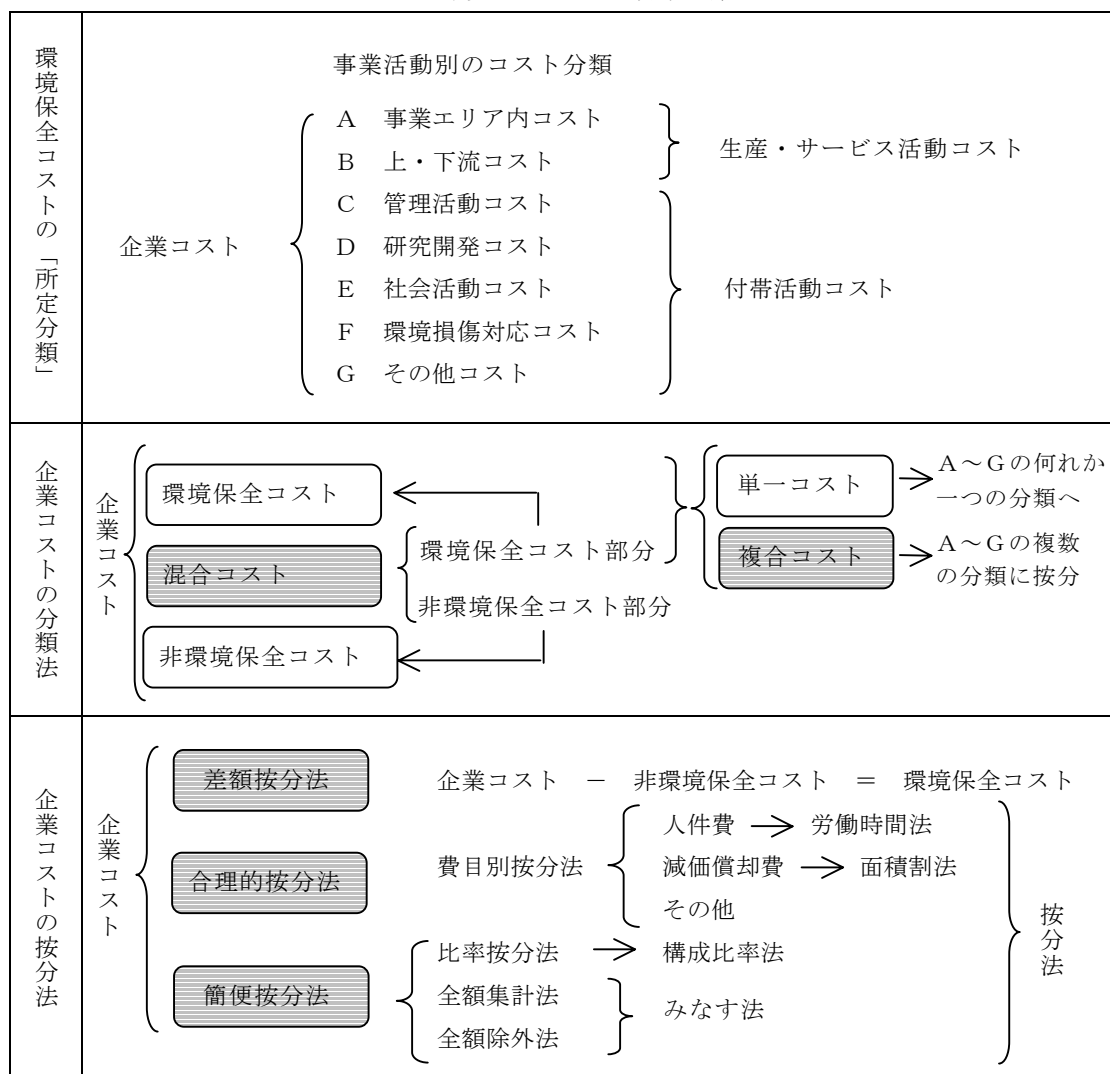 環境保全コストの「所定分類」
事業活動別のコスト分類
企業コスト
A 事業エリア内コスト
B 上・下流コスト
C 管理活動コスト
D 研究開発コスト
E 社会活動コスト
F 環境損傷対応コスト
G その他コスト
生産・サービス活動コスト
付帯活動コスト
企業コストの分類法
企業コスト
環境保全コスト
混合コスト
非環境保全コスト
環境保全コスト部分
非環境保全コスト部分
単一コスト
A～Gの何れか
一つの分類へ
複合コスト
A～Gの複数
の分類に按分
企業コストの按分法
企業コスト
差額按分法
企業コスト － 非環境保全コスト ＝ 環境保全コスト
合理的按分法
費目別按分法
人件費 → 労働時間法
減価償却費 → 面積割法
その他
簡便按分法
比率按分法 → 構成比率法
全額集計法
全額除外法
みなす法
按分法